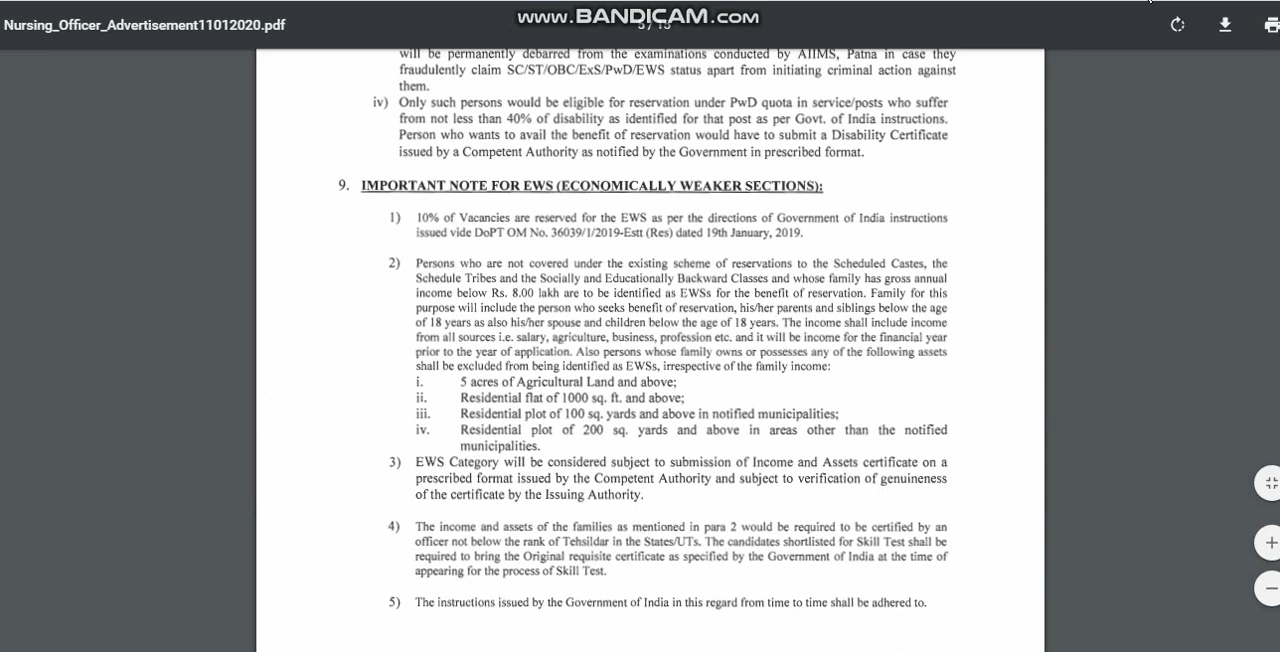 www.BANDICAM.com
Nursing_Officer_Advertisement11012020.pdf
5 / 15
will be permanently debarred from the examinations conducted by AIIMS, Patna in case they
fraudulently claim SC/ST/OBC/ExS/PwD/EWS status apart from initiating criminal action against
them.
iv) Only such persons would be eligible for reservation under PwD quota in service/posts who suffer
from not less than 40% of disability as identified for that post as per Govt. of India instructions.
Person who wants to avail the benefit of reservation would have to submit a Disability Certificate
issued by a Competent Authority as notified by the Government in prescribed format.
9. IMPORTANT NOTE FOR EWS (ECONOMICALLY WEAKER SECTIONS):
1) 10% of Vacancies are reserved for the EWS as per the directions of Government of India instructions
issued vide DoPT OM No. 36039/1/2019-Estt (Res) dated 19th January, 2019.
2) Persons who are not covered under the existing scheme of reservations to the Scheduled Castes, the
Schedule Tribes and the Socially and Educationally Backward Classes and whose family has gross annual
income below Rs. 8.00 lakh are to be identified as EWSs for the benefit of reservation. Family for this
purpose will include the person who seeks benefit of reservation, his/her parents and siblings below the age
of 18 years as also his/her spouse and children below the age of 18 years. The income shall include income
from all sources i.e. salary, agriculture, business, profession etc. and it will be income for the financial year
prior to the year of application. Also persons whose family owns or possesses any of the following assets
shall be excluded from being identified as EWSs, irrespective of the family income:
i. 5 acres of Agricultural Land and above;
ii. Residential flat of 1000 sq. ft. and above;
iii. Residential plot of 100 sq. yards and above in notified municipalities;
iv. Residential plot of 200 sq. yards and above in areas other than the notified
municipalities.
3) EWS Category will be considered subject to submission of Income and Assets certificate on a
prescribed format issued by the Competent Authority and subject to verification of genuineness
of the certificate by the Issuing Authority.
4) The income and assets of the families as mentioned in para 2 would be required to be certified by an
officer not below the rank of Tehsildar in the States/UTs. The candidates shortlisted for Skill Test shall be
required to bring the Original requisite certificate as specified by the Government of India at the time of
appearing for the process of Skill Test.
5) The instructions issued by the Government of India in this regard from time to time shall be adhered to.